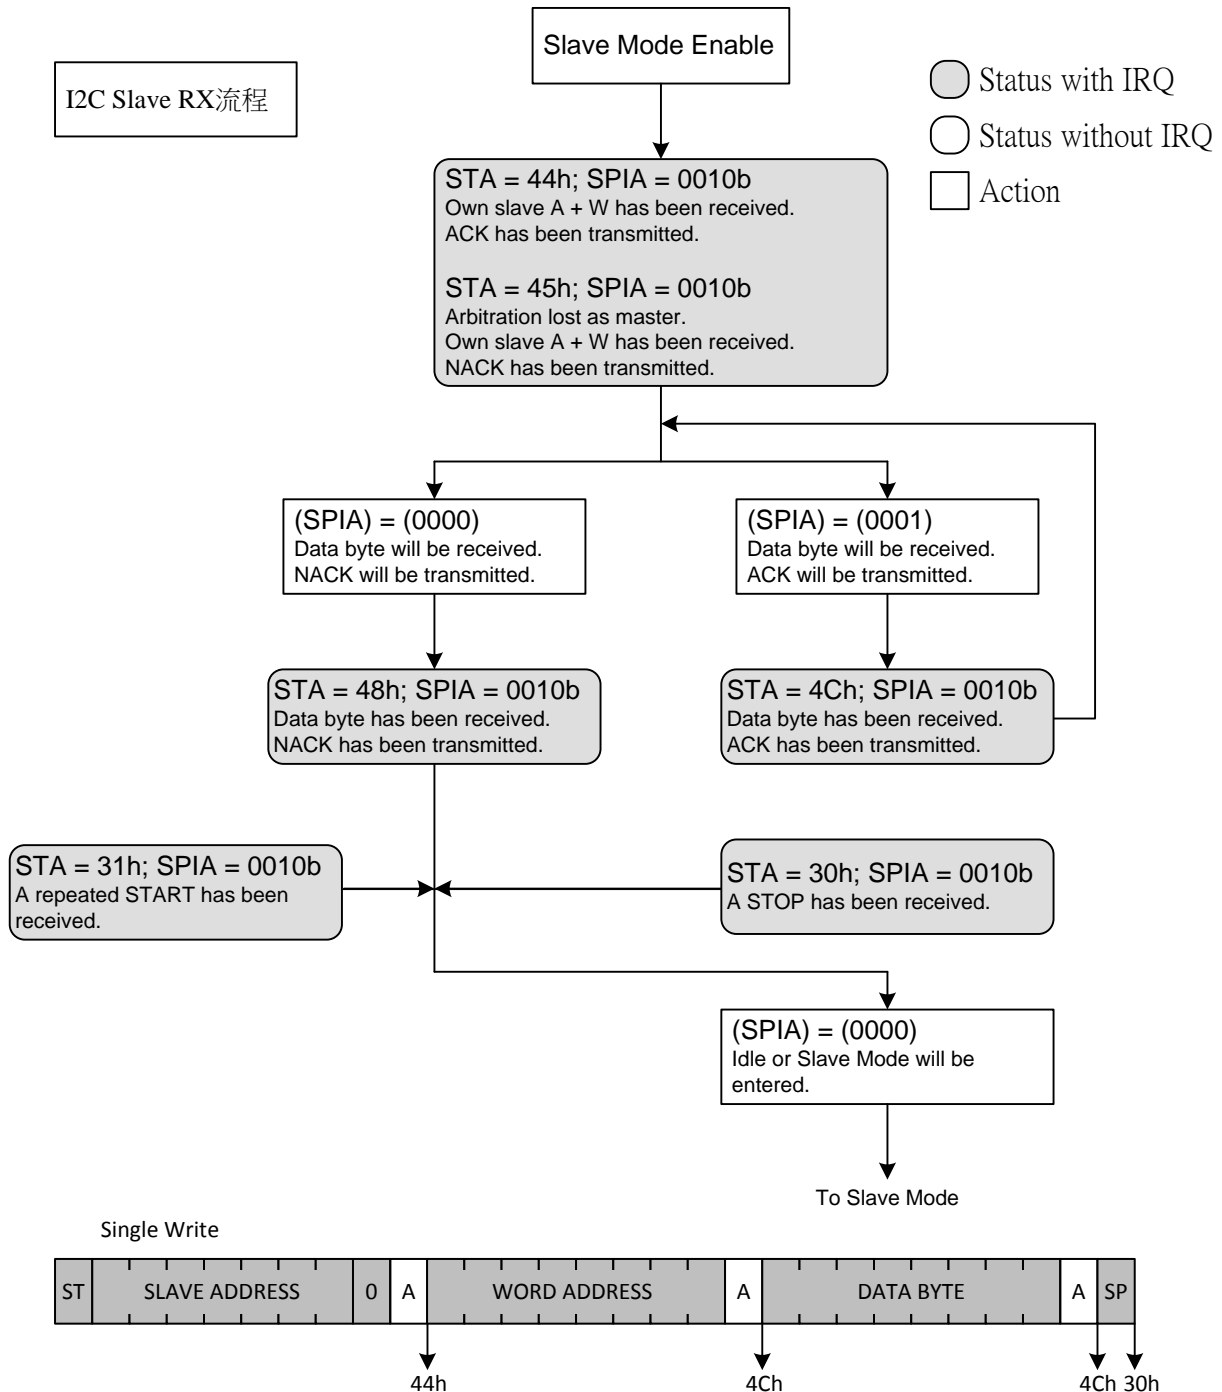 Slave Mode Enable
I2C Slave RX流程
Status with IRQ
Status without IRQ
Action
STA = 44h; SPIA = 0010b
Own slave A + W has been received.
ACK has been transmitted.
STA = 45h; SPIA = 0010b
Arbitration lost as master.
Own slave A + W has been received.
NACK has been transmitted.
(SPIA) = (0000)
Data byte will be received.
NACK will be transmitted.
(SPIA) = (0001)
Data byte will be received.
ACK will be transmitted.
STA = 48h; SPIA = 0010b
Data byte has been received.
NACK has been transmitted.
STA = 4Ch; SPIA = 0010b
Data byte has been received.
ACK has been transmitted.
STA = 31h; SPIA = 0010b
A repeated START has been
received.
STA = 30h; SPIA = 0010b
A STOP has been received.
(SPIA) = (0000)
Idle or Slave Mode will be
entered.
To Slave Mode
Single Write
ST SLAVE ADDRESS 0 A WORD ADDRESS A DATA BYTE A SP
44h 4Ch 4Ch 30h